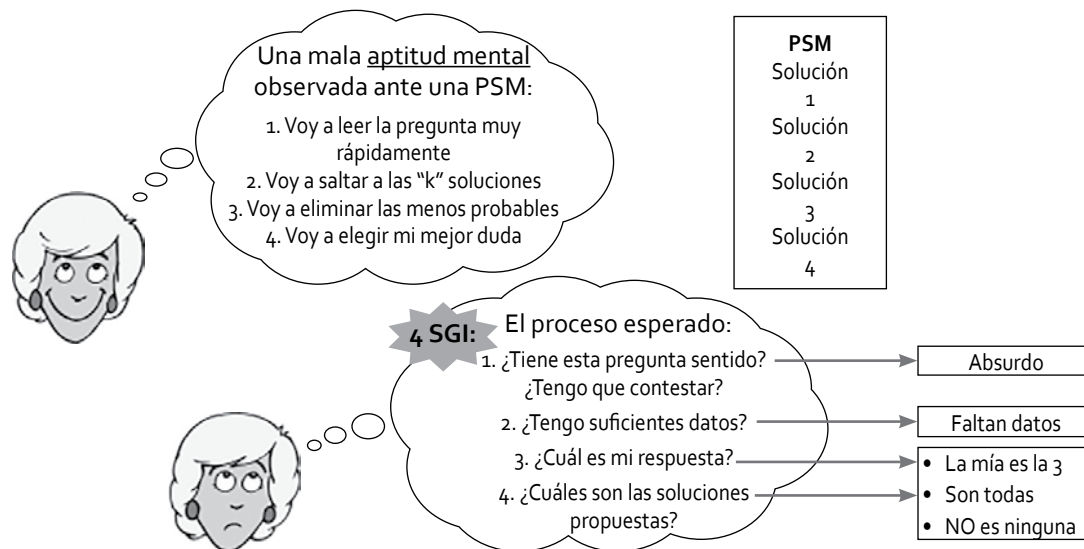 Una mala aptitud mental
observada ante una PSM:
1. Voy a leer la pregunta muy
rápidamente
2. Voy a saltar a las “k” soluciones
3. Voy a eliminar las menos probables
4. Voy a elegir mi mejor duda
PSM
Solución
1
Solución
2
Solución
3
Solución
4
4 SGI:
El proceso esperado:
1. ¿Tiene esta pregunta sentido?
¿Tengo que contestar?
2. ¿Tengo suficientes datos?
3. ¿Cuál es mi respuesta?
4. ¿Cuáles son las soluciones
propuestas?
Absurdo
Faltan datos
• La mía es la 3
• Son todas
• NO es ninguna